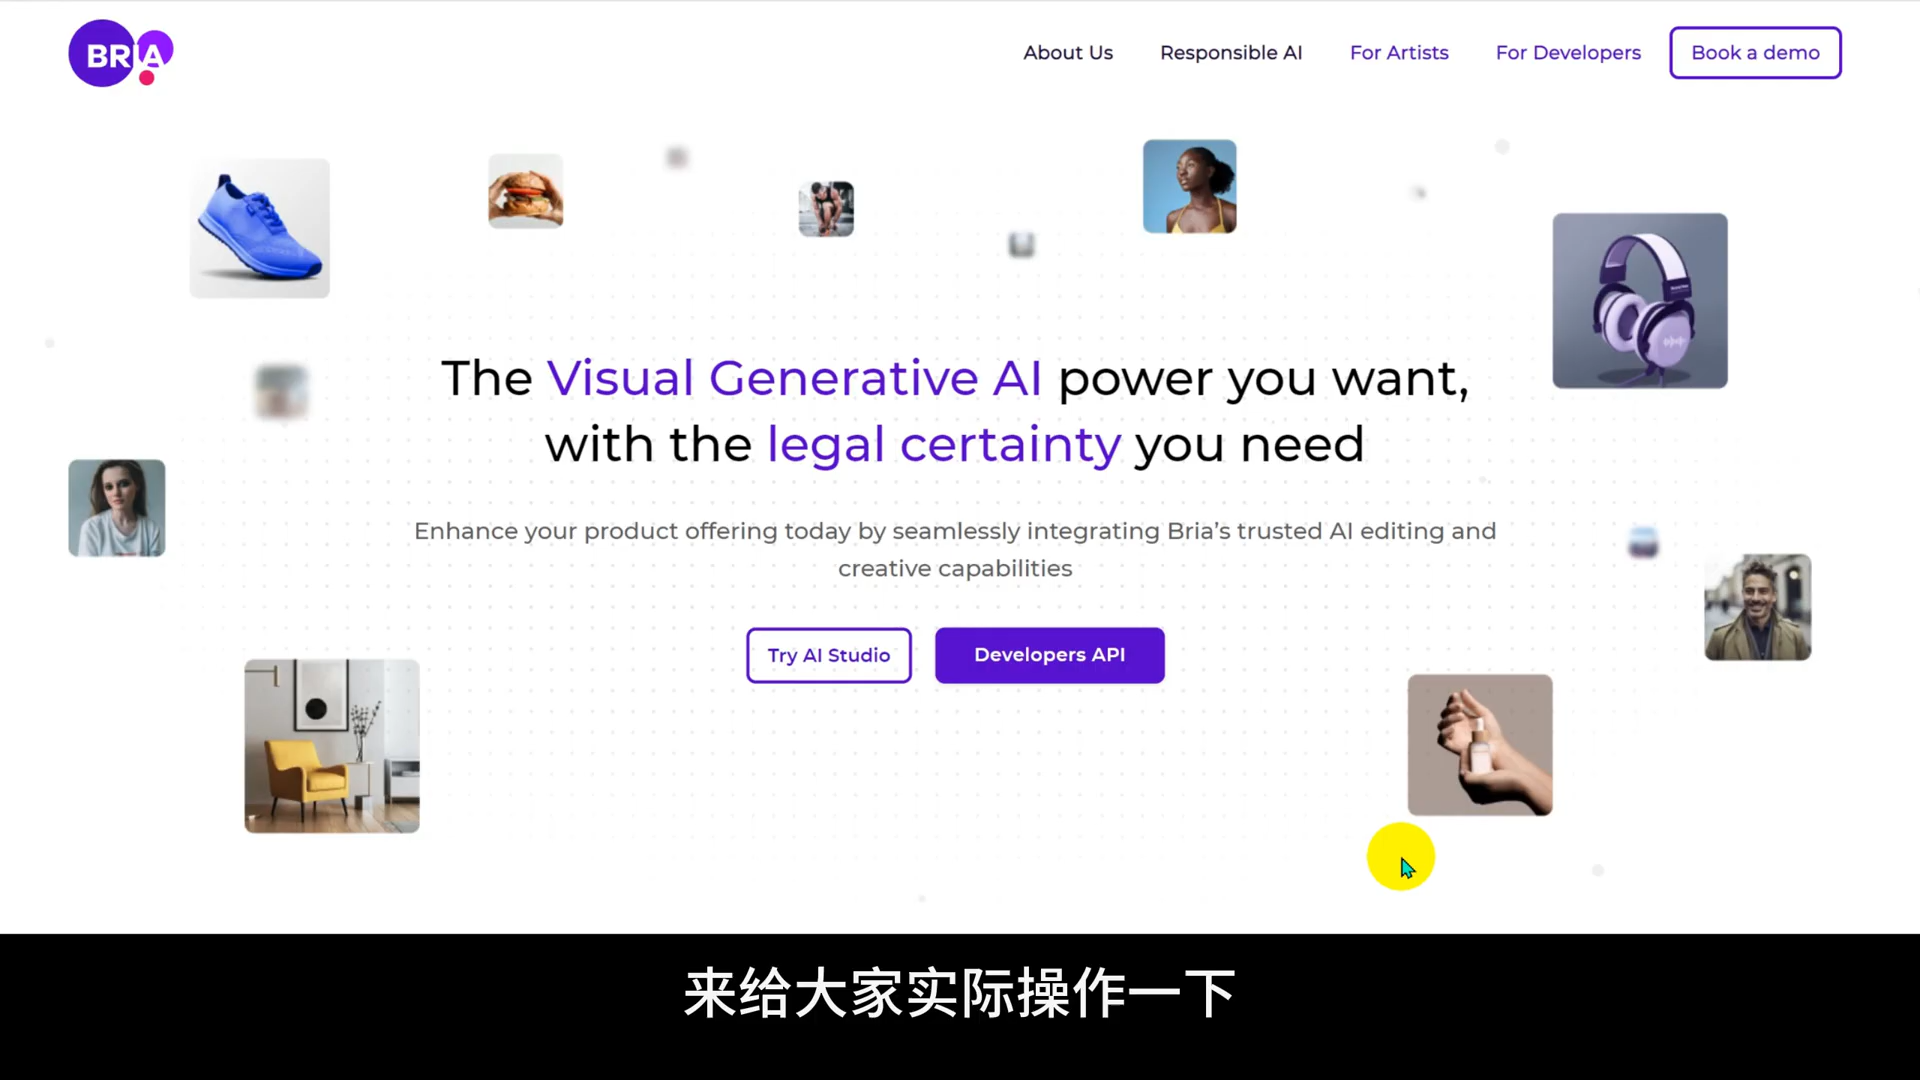 BRIA
About Us
Responsible AI
For Artists
For Developers
Book a demo
The Visual Generative AI power you want,
with the legal certainty you need
Enhance your product offering today by seamlessly integrating Bria's trusted AI editing and
creative capabilities
Try AI Studio
Developers API
来给大家实际操作一下